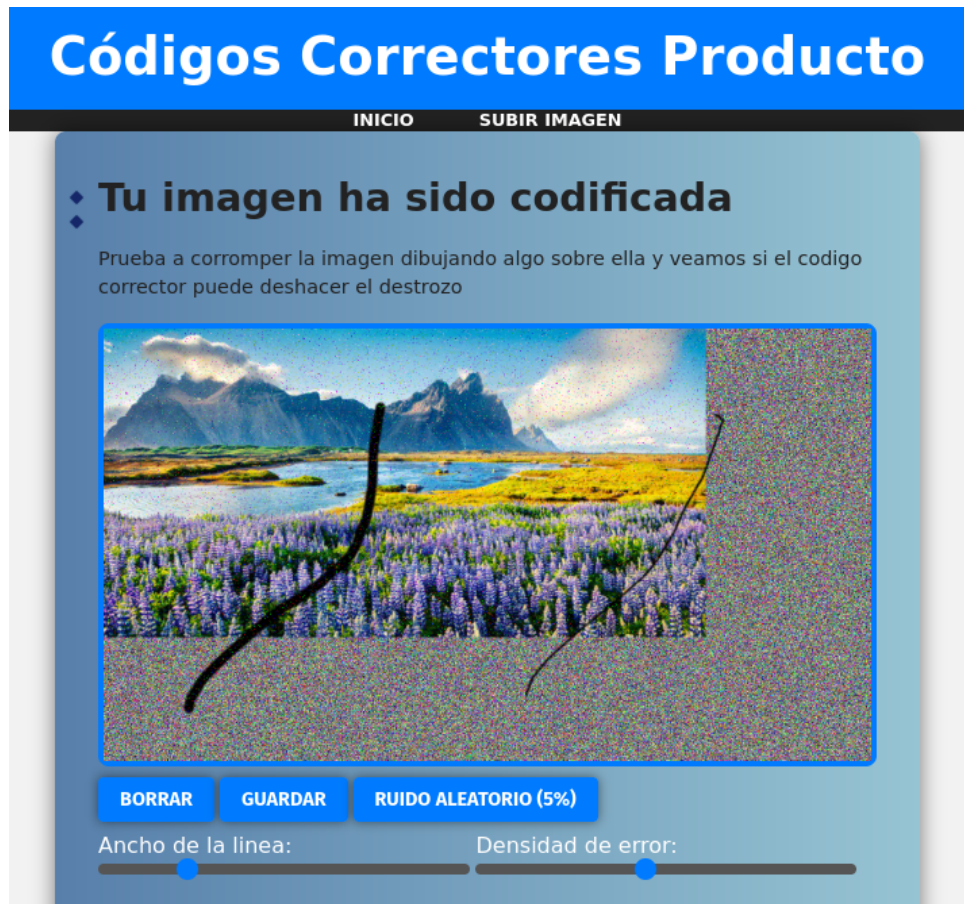 Códigos Correctores Producto
INICIO SUBIR IMAGEN
Tu imagen ha sido codificada
Prueba a corromper la imagen dibujando algo sobre ella y veamos si el codigo
corrector puede deshacer el destrozo
BORRAR GUARDAR RUIDO ALEATORIO (5%)
Ancho de la linea: Densidad de error: